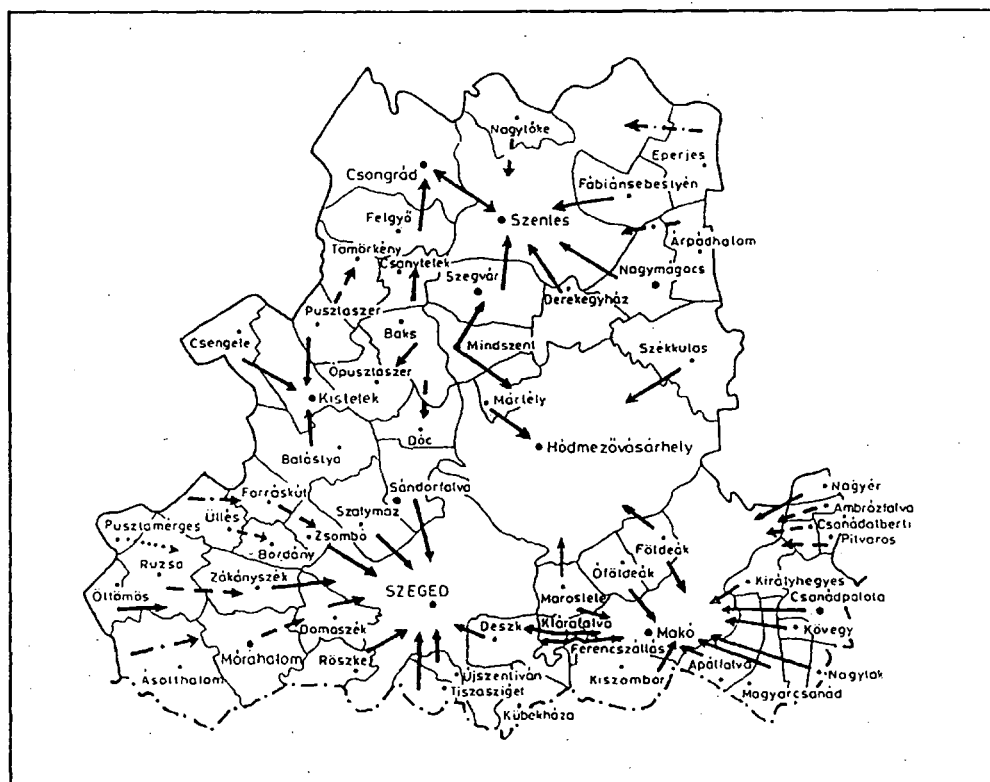 Nagytőke
Eperjes
Csongrád
Fábiánsebestyén
Felgyő
Szentes
Tömörkény
Árpádhalom
Csanytelek
Szegvár
Nagymágocs
Derekegyház
Pusztaszer
Baks
Csengele
Mindszent
Székkutas
Ópusztaszer
Kistelek
Mártély
Dóc
Hódmezővásárhely
Balástya
Sándorfalva
Nagyér
Forráskút
Ambrózfalva
Szatymaz
Pusztamérges
Üllés
Csanádalberti
Zsombó
Pitvaros
Bordány
Földeák
Ruzsa
Óföldeák
Zákányszék
Királyhegyes
Öttömös
SZEGED
Maroslele
Csanádpalota
Domaszék
Deszk
Klárafalva
Makó
Kövegy
Mórahalom
Röszke
Ferencszállás
Apátfalva
Ásotthalom
Újszentiván
Kiszombor
Nagylak
Tiszasziget
Magyarcsanád
Kübekháza